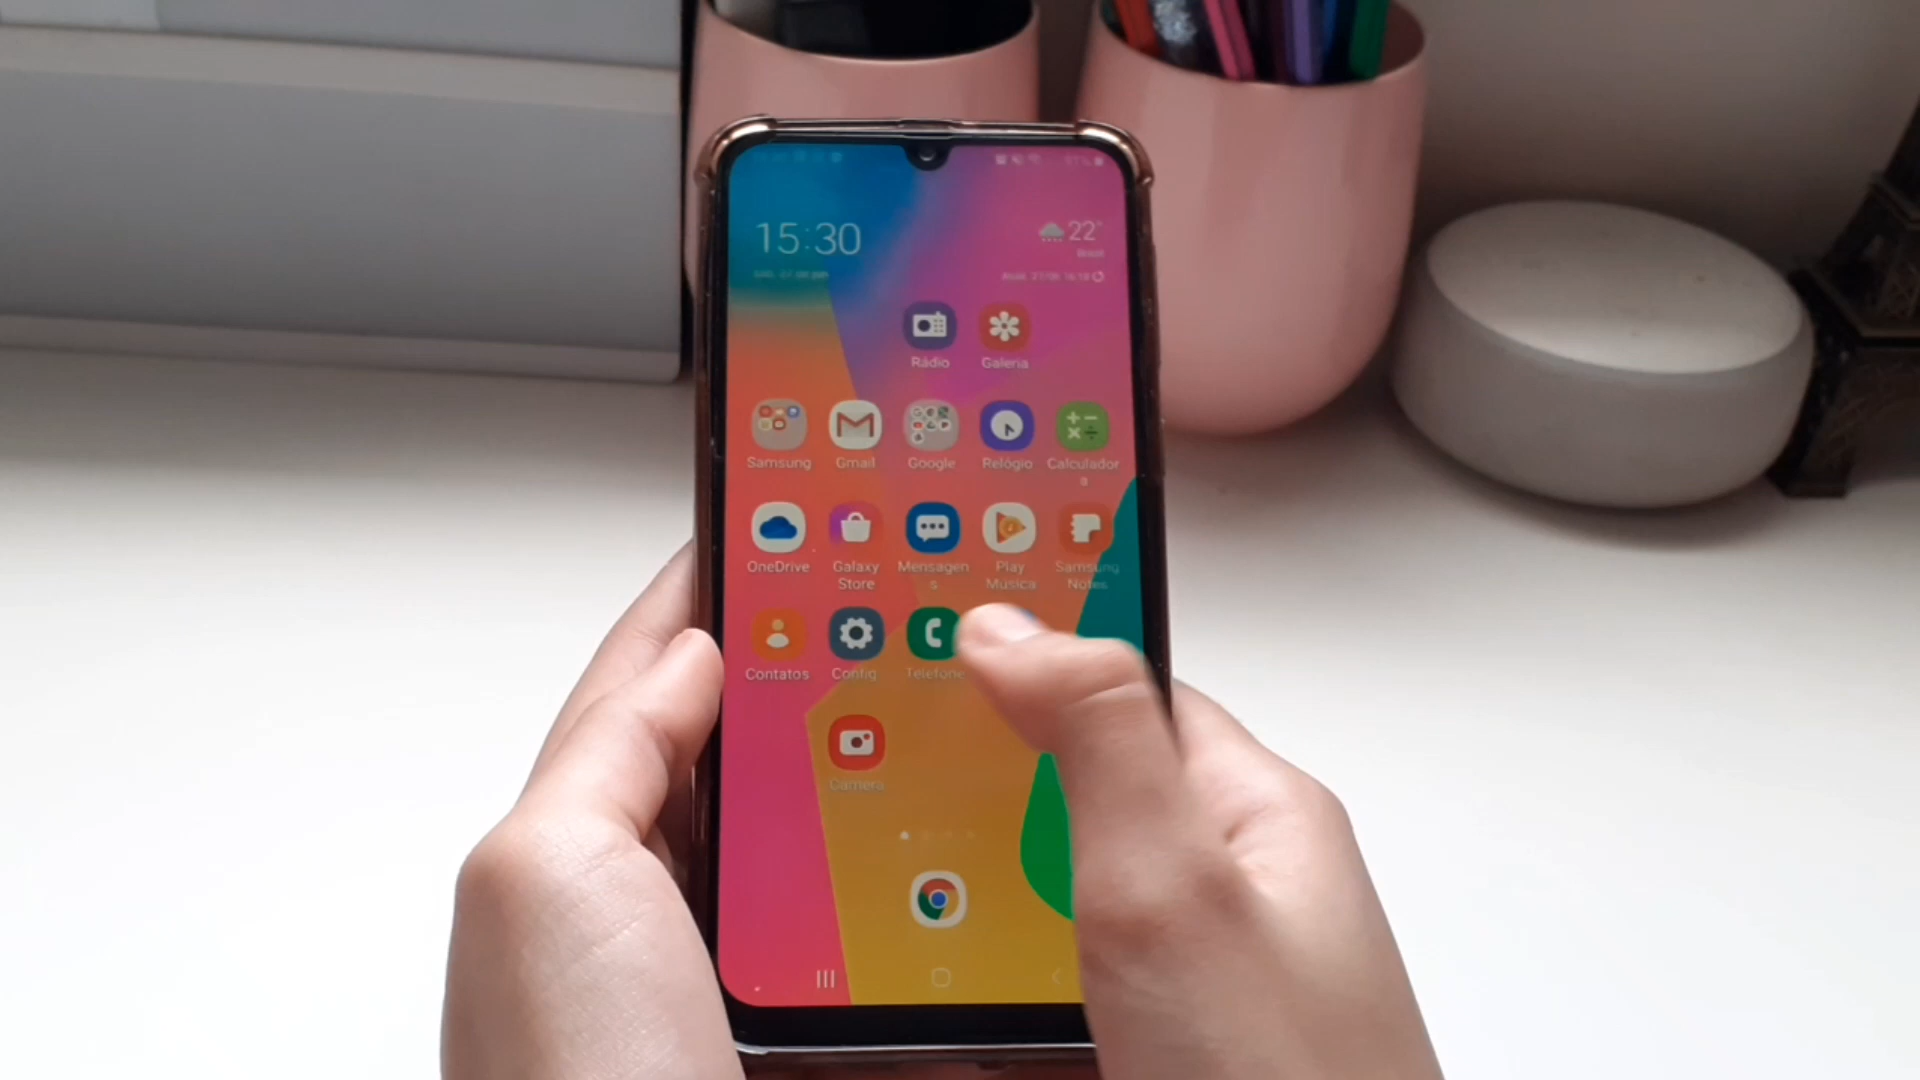 15:30
22°
Brasil
Rádio
Galeria
Samsung
Gmail
Google
Relógio
Calculador
a
OneDrive
Galaxy
Store
Mensagen
s
Play
Música
Samsung
Notes
Contatos
Config
Telefone
Câmera